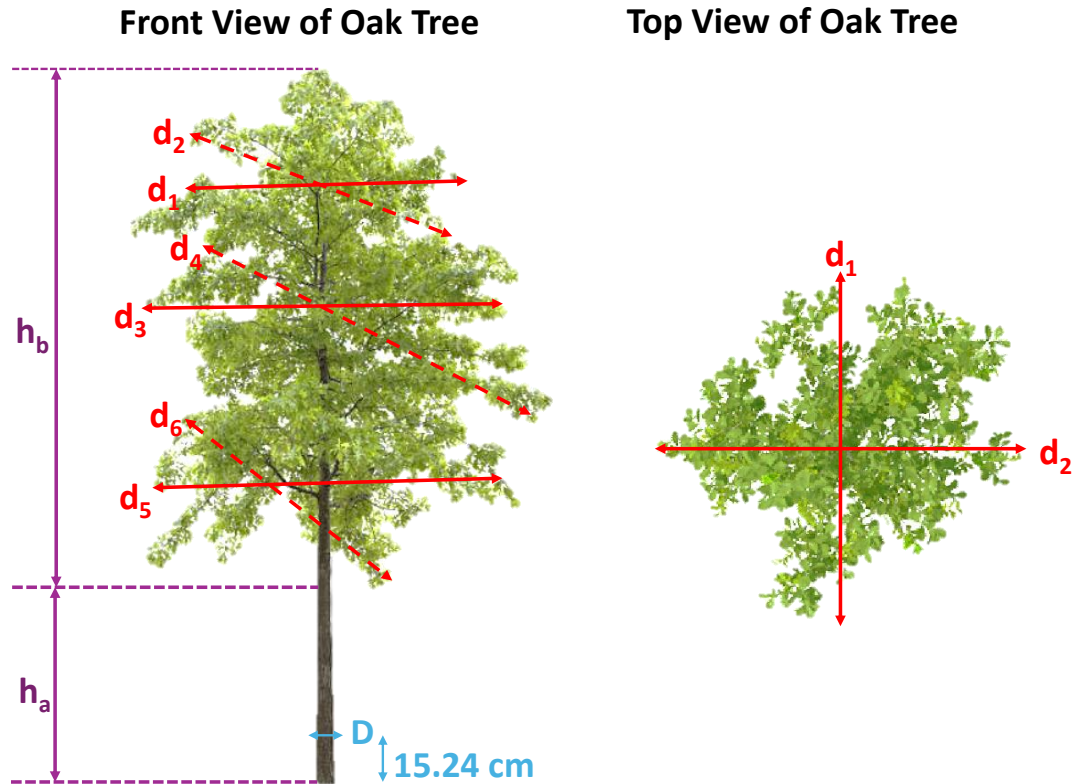 Front View of Oak Tree
Top View of Oak Tree
d₂
d₁
d₄
d₃
h_b
d₆
d₅
hₐ
D
15.24 cm
d₁
d₂